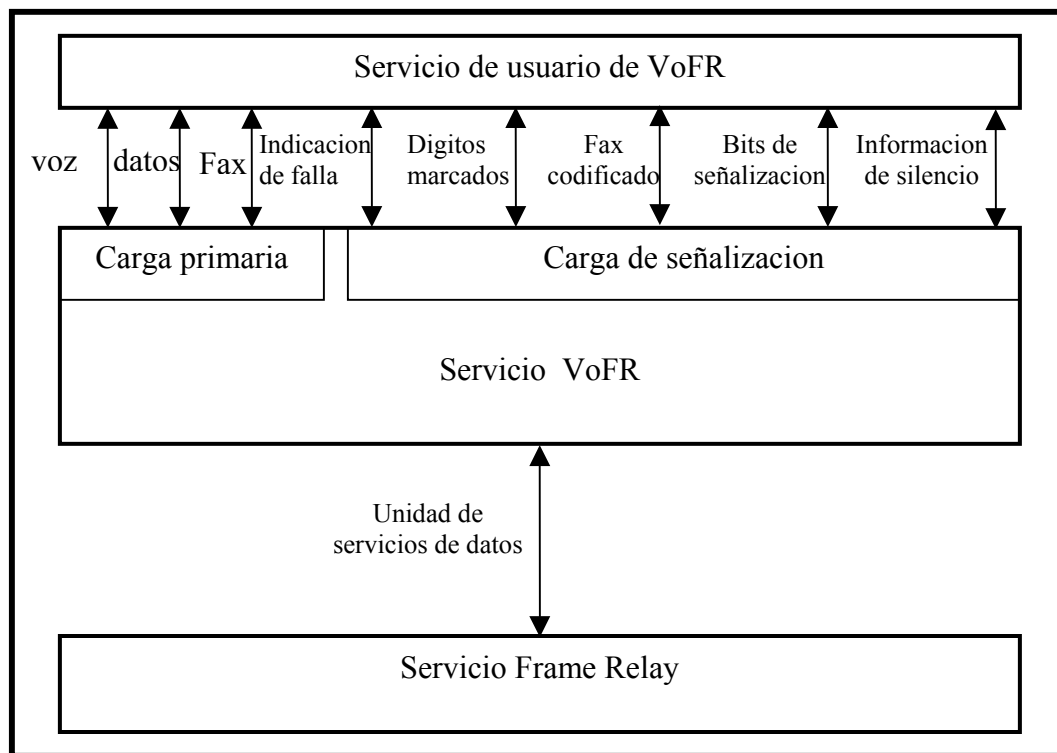 Servicio de usuario de VoFR
voz
datos
Fax
Indicacion
de falla
Digitos
marcados
Fax
codificado
Bits de
señalizacion
Informacion
de silencio
Carga primaria
Carga de señalizacion
Servicio VoFR
Unidad de
servicios de datos
Servicio Frame Relay